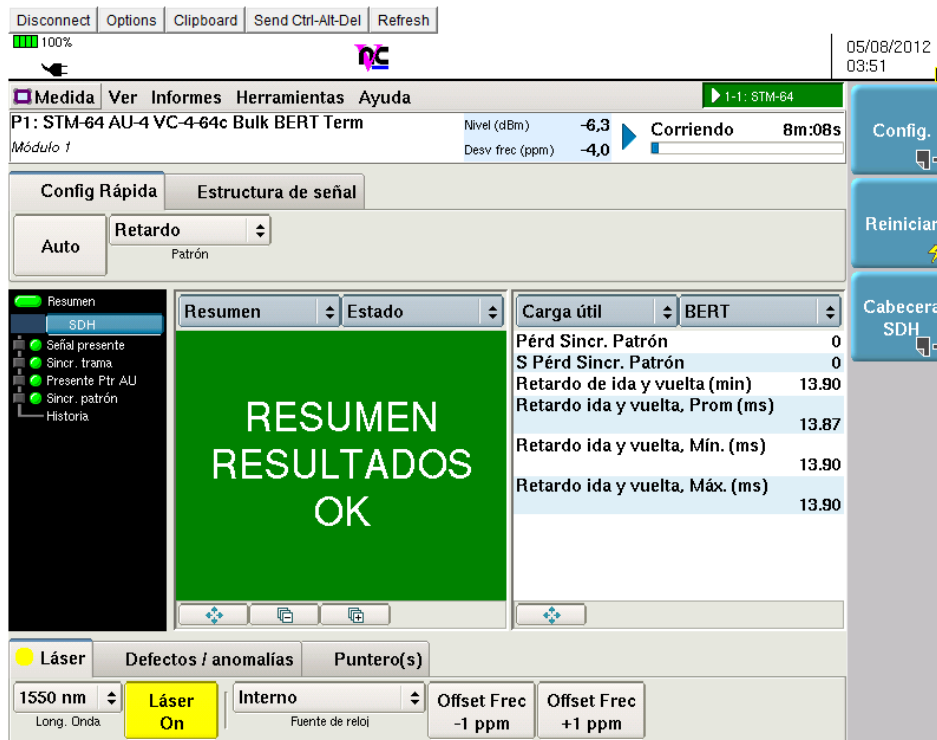 Disconnect Options Clipboard Send Ctrl-Alt-Del Refresh
100%
05/08/2012
03:51
Medida Ver Informes Herramientas Ayuda
1-1: STM-64
P1: STM-64 AU-4 VC-4-64c Bulk BERT Term
Módulo 1
Nivel (dBm) -6,3
Desv frec (ppm) -4,0
Corriendo 8m:08s
Config.
Config Rápida Estructura de señal
Auto
Retardo
Patrón
Reiniciar
Cabecera
SDH
Resumen
SDH
Señal presente
Sincr. trama
Presente Ptr AU
Sincr. patrón
Historia
Resumen Estado
RESUMEN
RESULTADOS
OK
Carga útil BERT
Pérd Sincr. Patrón 0
S Pérd Sincr. Patrón 0
Retardo de ida y vuelta (min) 13.90
Retardo ida y vuelta, Prom (ms)
13.87
Retardo ida y vuelta, Mín. (ms)
13.90
Retardo ida y vuelta, Máx. (ms)
13.90
Láser Defectos / anomalías Puntero(s)
1550 nm
Long. Onda
Láser
On
Interno
Fuente de reloj
Offset Frec
-1 ppm
Offset Frec
+1 ppm